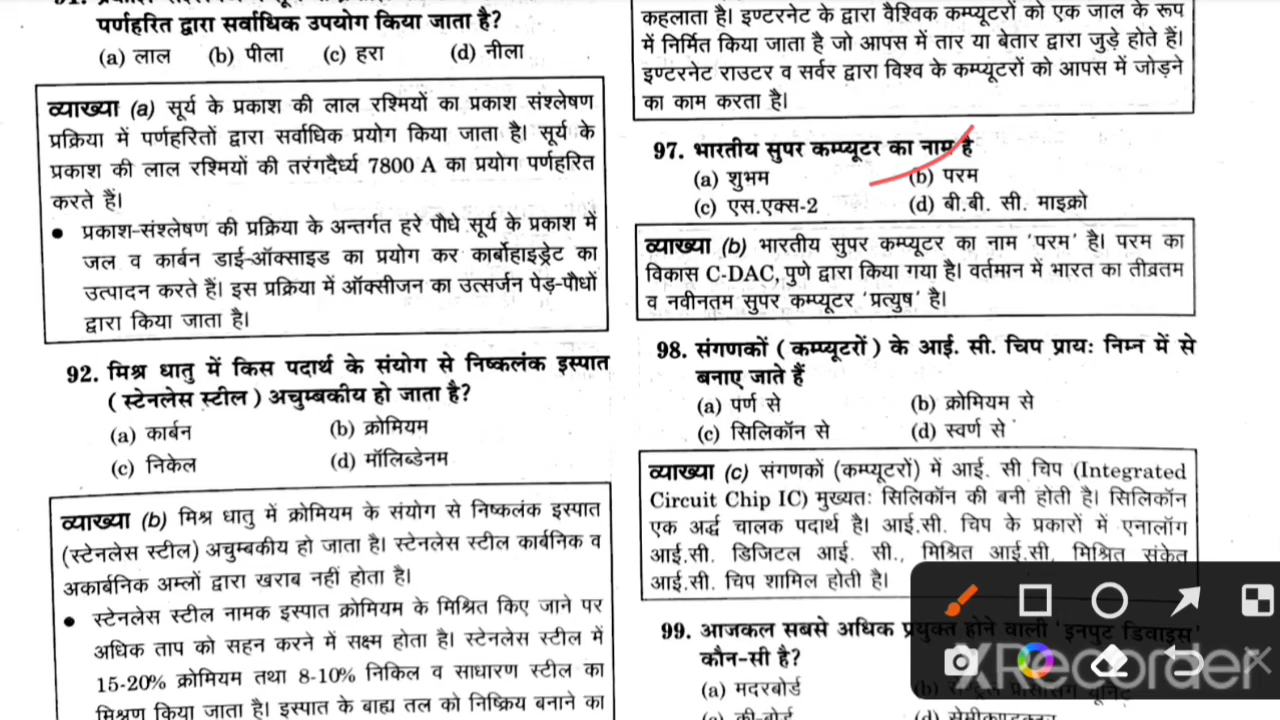 पर्णहरित द्वारा सर्वाधिक उपयोग किया जाता है?
(a) लाल (b) पीला (c) हरा (d) नीला
व्याख्या (a) सूर्य के प्रकाश की लाल रश्मियों का प्रकाश संश्लेषण
प्रक्रिया में पर्णहरितों द्वारा सर्वाधिक प्रयोग किया जाता है। सूर्य के
प्रकाश की लाल रश्मियों की तरंगदैर्ध्य 7800 A का प्रयोग पर्णहरित
करते हैं।
• प्रकाश-संश्लेषण की प्रक्रिया के अन्तर्गत हरे पौधे सूर्य के प्रकाश में
जल व कार्बन डाई-ऑक्साइड का प्रयोग कर कार्बोहाइड्रेट का
उत्पादन करते हैं। इस प्रक्रिया में ऑक्सीजन का उत्सर्जन पेड़-पौधों
द्वारा किया जाता है।
92. मिश्र धातु में किस पदार्थ के संयोग से निष्कलंक इस्पात
(स्टेनलेस स्टील) अचुम्बकीय हो जाता है?
(a) कार्बन (b) क्रोमियम
(c) निकेल (d) मॉलिब्डेनम
व्याख्या (b) मिश्र धातु में क्रोमियम के संयोग से निष्कलंक इस्पात
(स्टेनलेस स्टील) अचुम्बकीय हो जाता है। स्टेनलेस स्टील कार्बनिक व
अकार्बनिक अम्लों द्वारा खराब नहीं होता है।
• स्टेनलेस स्टील नामक इस्पात क्रोमियम के मिश्रित किए जाने पर
अधिक ताप को सहन करने में सक्ष्म होता है। स्टेनलेस स्टील में
15-20% क्रोमियम तथा 8-10% निकिल व साधारण स्टील का
मिश्रण किया जाता है। इस्पात के बाह्य तल को निष्क्रिय बनाने का
कहलाता है। इण्टरनेट के द्वारा वैश्विक कम्प्यूटरों को एक जाल के रूप
में निर्मित किया जाता है जो आपस में तार या बेतार द्वारा जुड़े होते हैं।
इण्टरनेट राउटर व सर्वर द्वारा विश्व के कम्प्यूटरों को आपस में जोड़ने
का काम करता है।
97. भारतीय सुपर कम्प्यूटर का नाम है
(a) शुभम (b) परम
(c) एस.एक्स-2 (d) बी.बी. सी. माइक्रो
व्याख्या (b) भारतीय सुपर कम्प्यूटर का नाम 'परम' है। परम का
विकास C-DAC, पुणे द्वारा किया गया है। वर्तमान में भारत का तीव्रतम
व नवीनतम सुपर कम्प्यूटर 'प्रत्युष' है।
98. संगणकों (कम्प्यूटरों) के आई. सी. चिप प्रायः निम्न में से
बनाए जाते हैं
(a) पर्ण से (b) क्रोमियम से
(c) सिलिकॉन से (d) स्वर्ण से
व्याख्या (c) संगणकों (कम्प्यूटरों) में आई. सी चिप (Integrated
Circuit Chip IC) मुख्यतः सिलिकॉन की बनी होती है। सिलिकॉन
एक अर्द्ध चालक पदार्थ है। आई.सी. चिप के प्रकारों में एनालॉग
आई.सी. डिजिटल आई. सी., मिश्रित आई.सी, मिश्रित संकेत
आई.सी. चिप शामिल होती है।
99. आजकल सबसे अधिक प्रयुक्त होने वाली 'इनपुट डिवाइस'
कौन-सी है?
(a) मदरबोर्ड
XRecorder